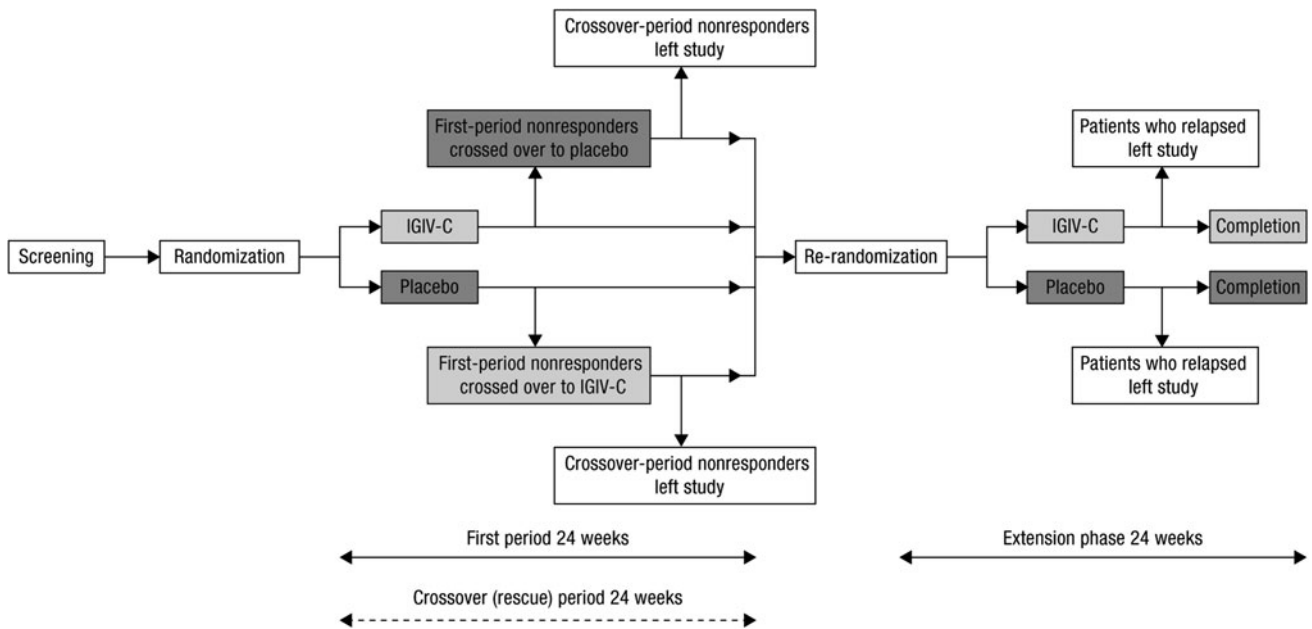 Crossover-period nonresponders
left study
First-period nonresponders
crossed over to placebo
Patients who relapsed
left study
IGIV-C
IGIV-C
Completion
Screening
Randomization
Re-randomization
Placebo
Placebo
Completion
First-period nonresponders
crossed over to IGIV-C
Patients who relapsed
left study
Crossover-period nonresponders
left study
First period 24 weeks
Extension phase 24 weeks
Crossover (rescue) period 24 weeks